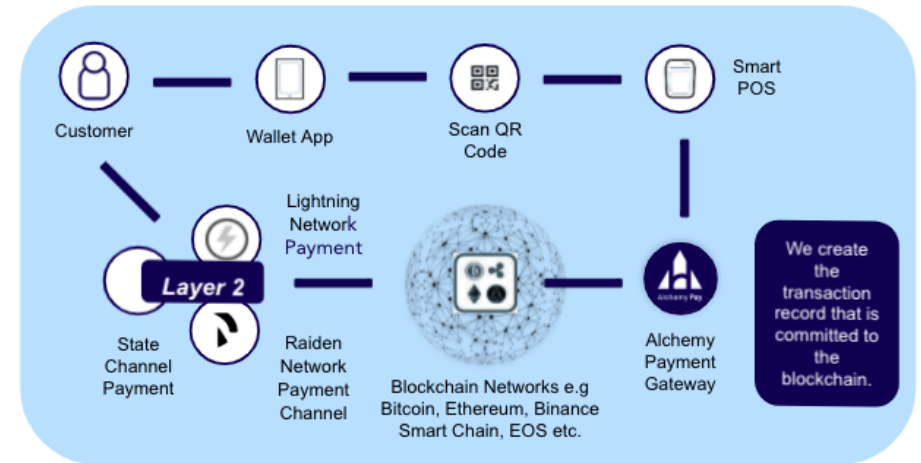 Customer
Wallet App
Scan QR
Code
Smart
POS
Lightning
Network
Payment
Layer 2
State
Channel
Payment
Raiden
Network
Payment
Channel
Blockchain Networks e.g
Bitcoin, Ethereum, Binance
Smart Chain, EOS etc.
Alchemy Pay
Alchemy
Payment
Gateway
We create
the
transaction
record that is
committed to
the
blockchain.